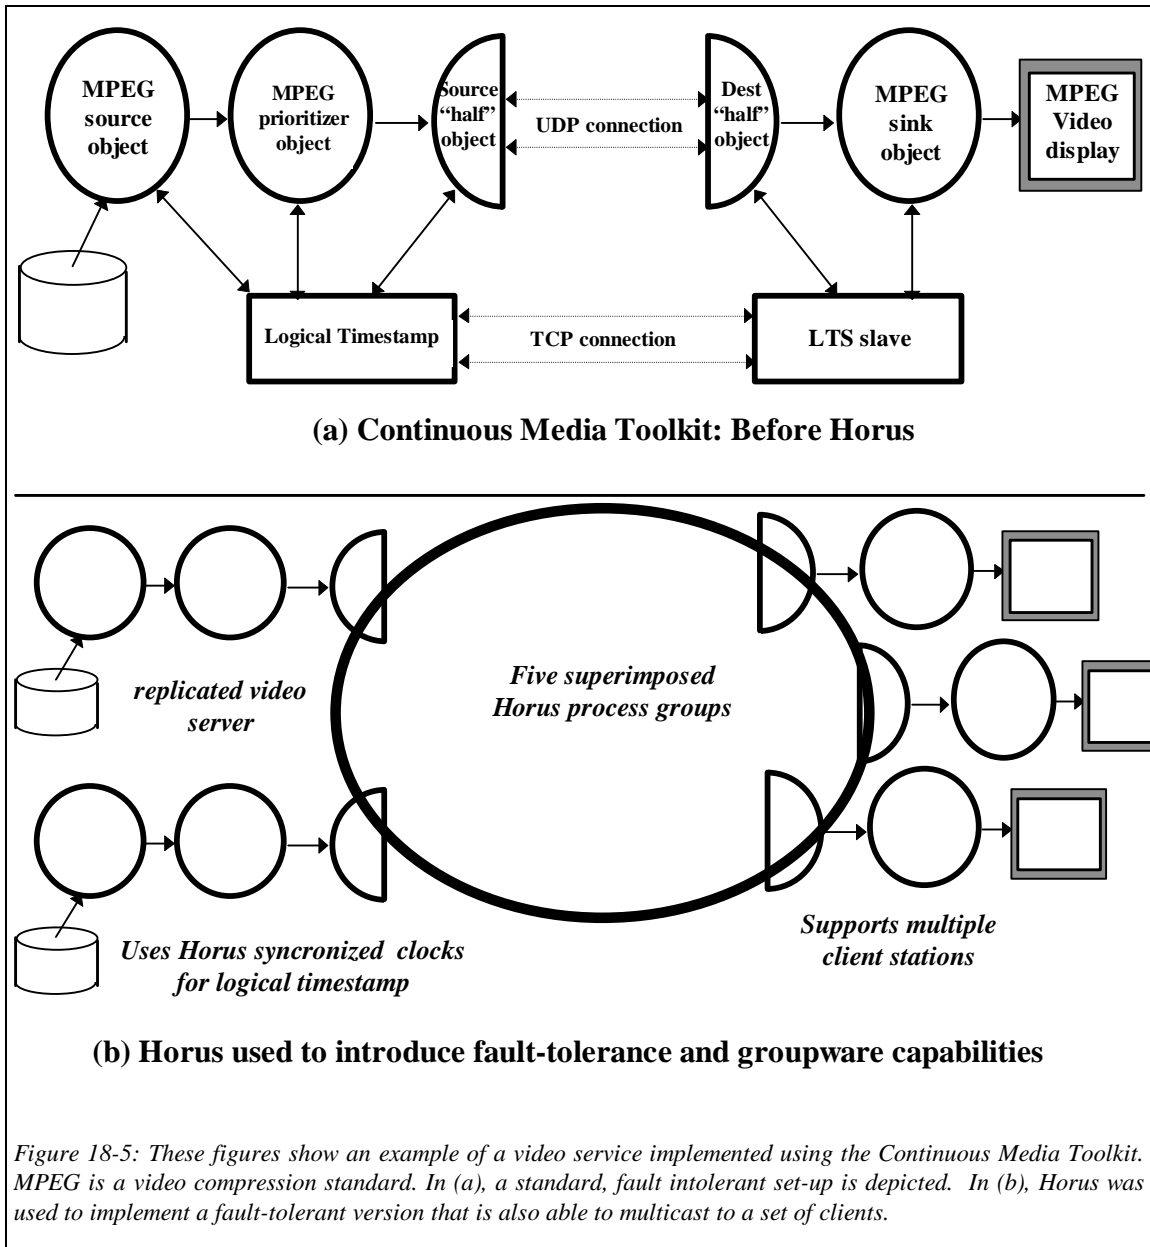 MPEG
source
object
MPEG
prioritizer
object
Source
“half”
object
UDP connection
Dest
“half”
object
MPEG
sink
object
MPEG
Video
display
Logical Timestamp
TCP connection
LTS slave
(a) Continuous Media Toolkit: Before Horus
replicated video
server
Five superimposed
Horus process groups
Uses Horus syncronized clocks
for logical timestamp
Supports multiple
client stations
(b) Horus used to introduce fault-tolerance and groupware capabilities
Figure 18-5: These figures show an example of a video service implemented using the Continuous Media Toolkit.
MPEG is a video compression standard. In (a), a standard, fault intolerant set-up is depicted. In (b), Horus was
used to implement a fault-tolerant version that is also able to multicast to a set of clients.